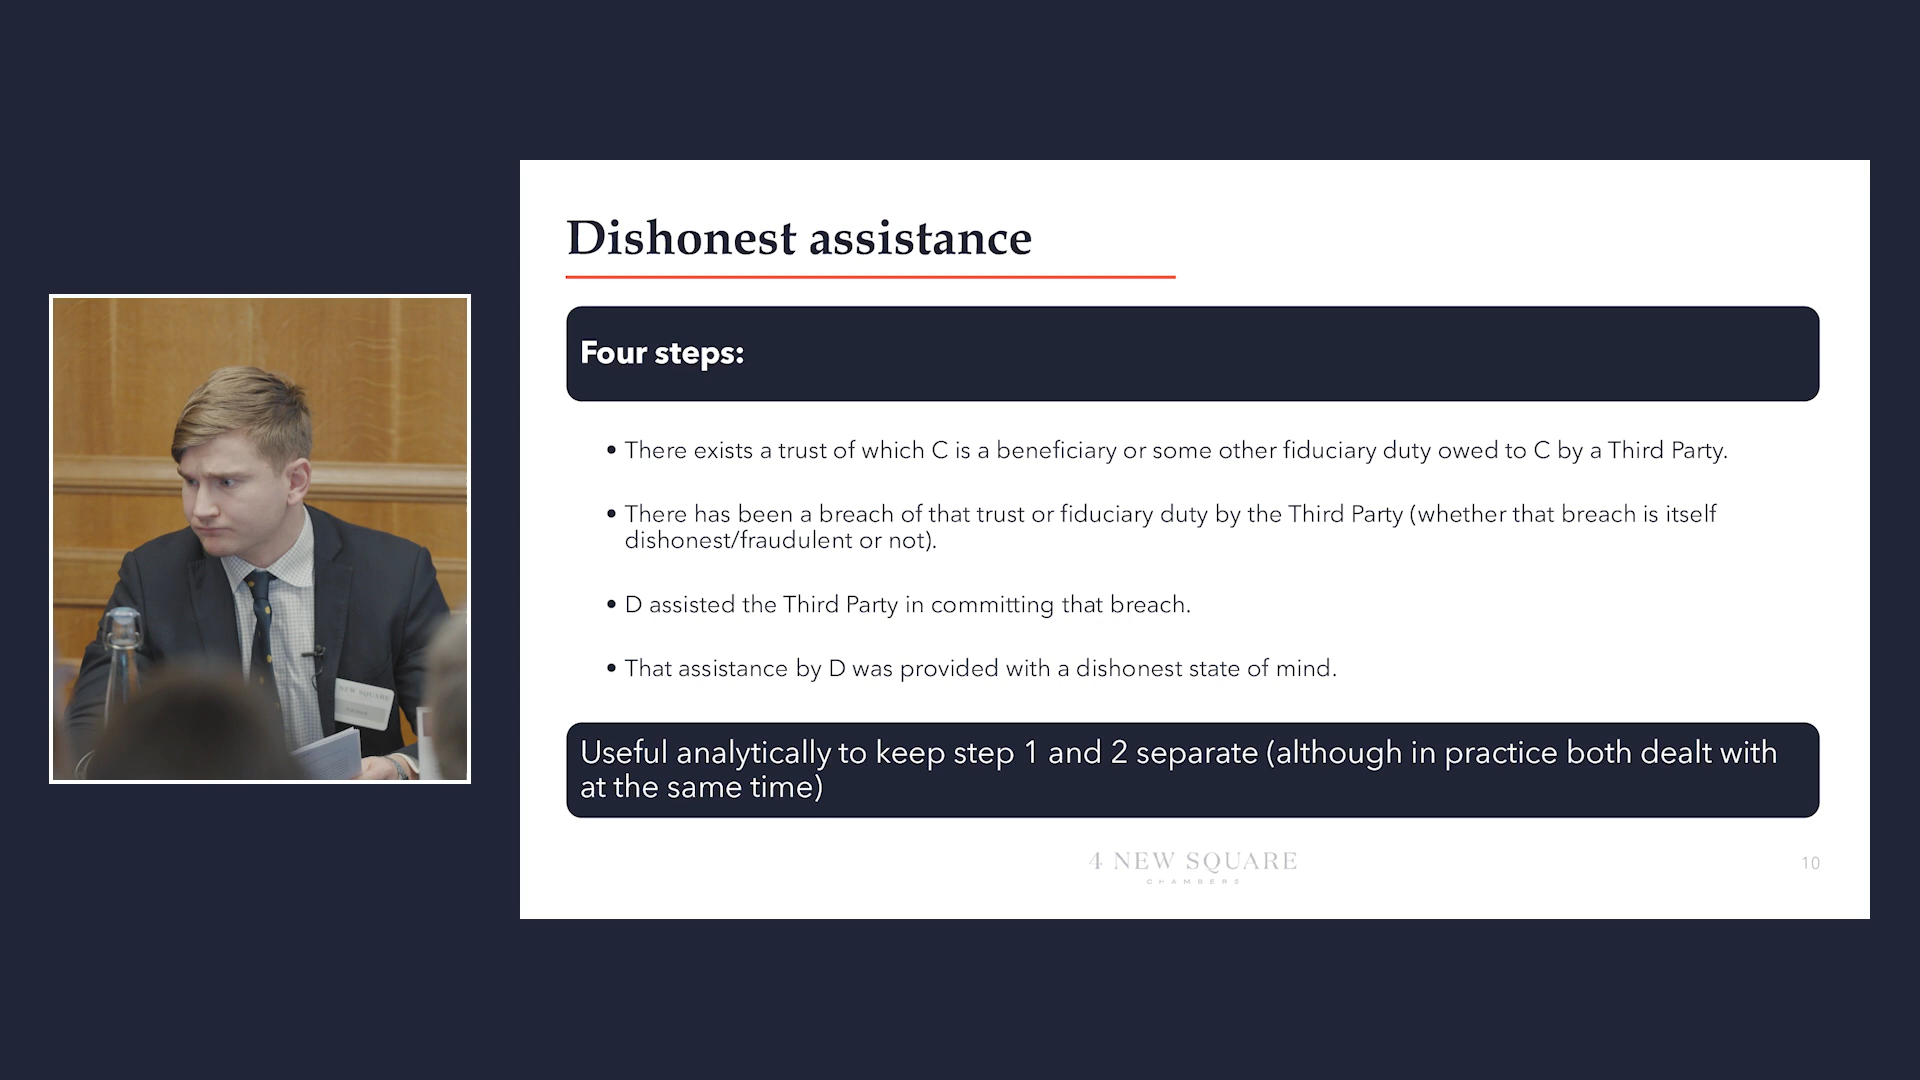 Dishonest assistance
Four steps:
• There exists a trust of which C is a beneficiary or some other fiduciary duty owed to C by a Third Party.
• There has been a breach of that trust or fiduciary duty by the Third Party (whether that breach is itself
dishonest/fraudulent or not).
• D assisted the Third Party in committing that breach.
• That assistance by D was provided with a dishonest state of mind.
Useful analytically to keep step 1 and 2 separate (although in practice both dealt with
at the same time)
4 NEW SQUARE
CHAMBERS
10
NEW SQUARE